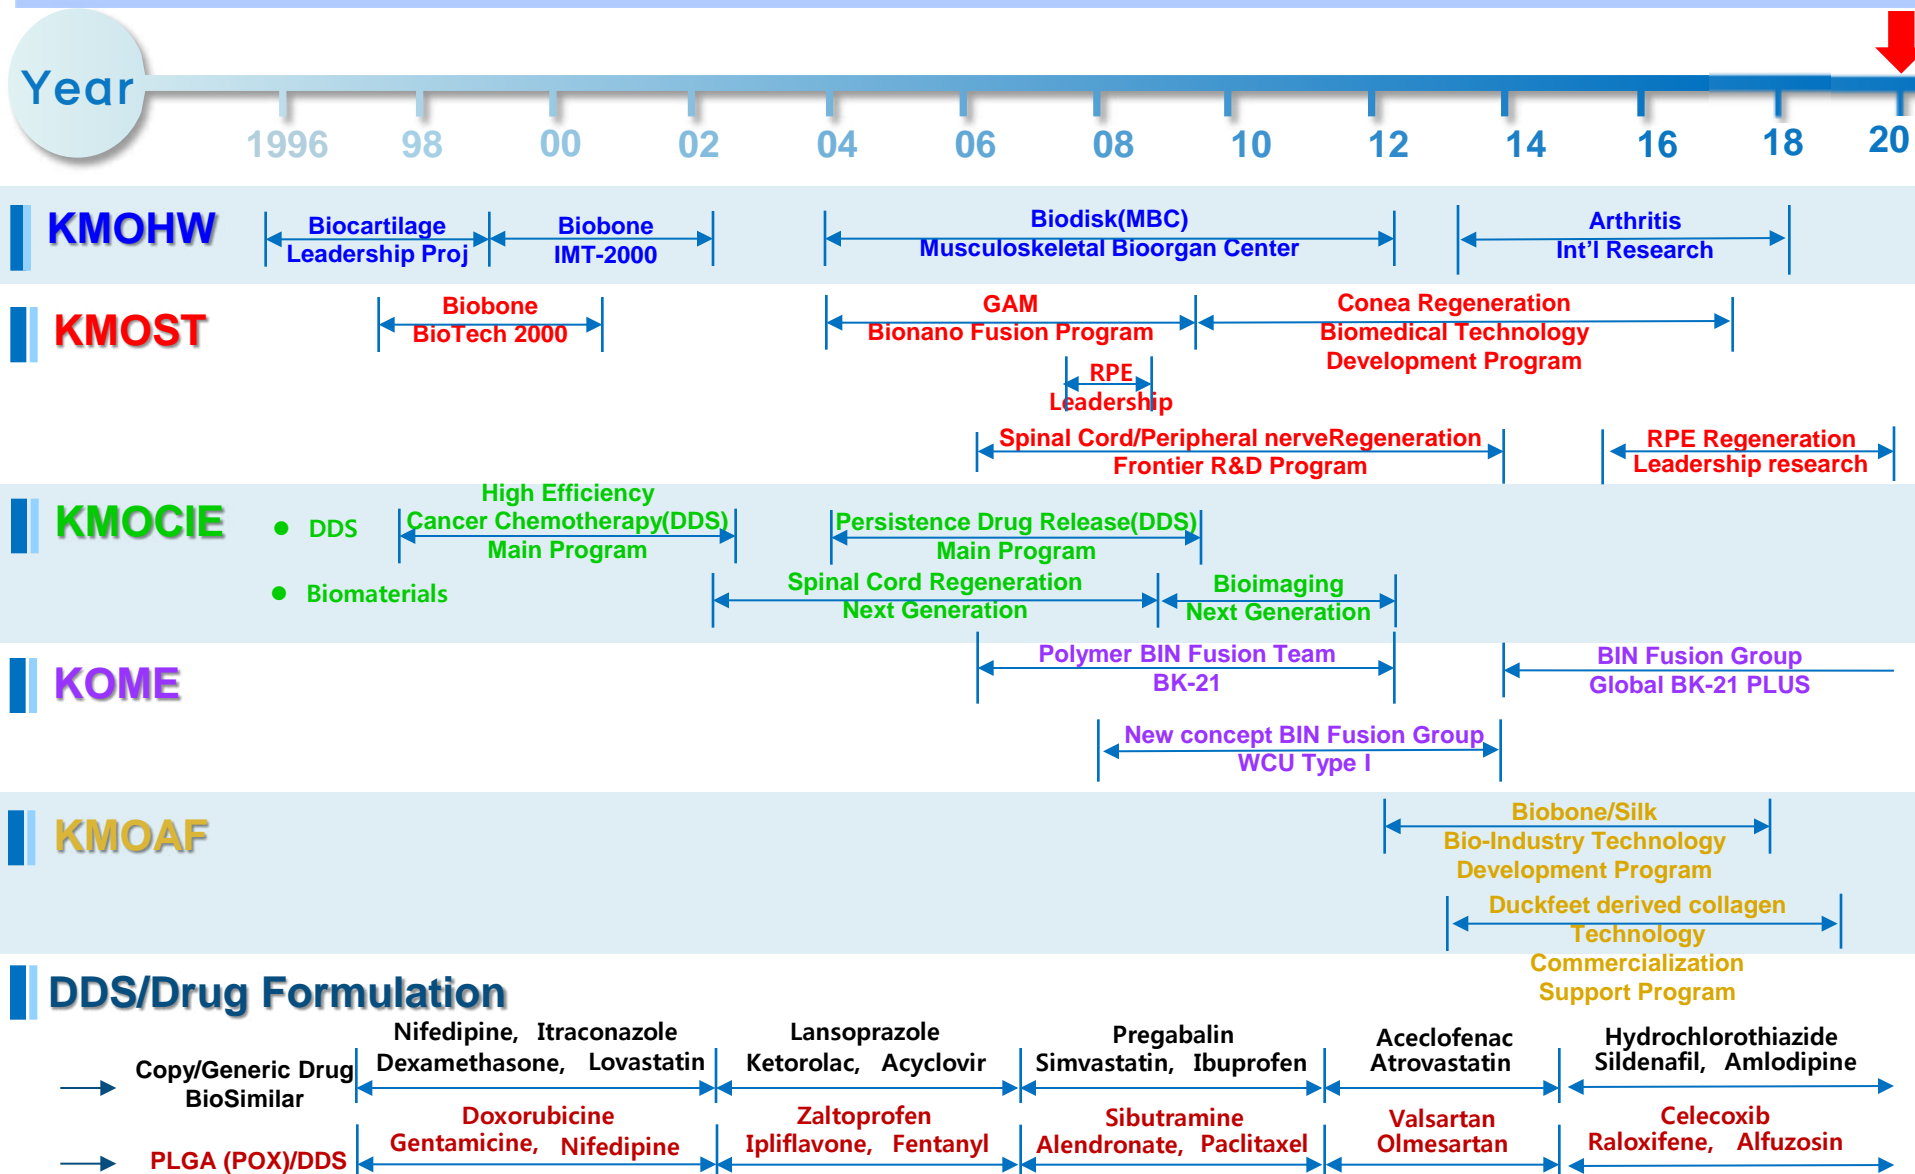 Year
1996 98 00 02 04 06 08 10 12 14 16 18 20
KMOHW
Biocartilage
Leadership Proj
Biobone
IMT-2000
Biodisk(MBC)
Musculoskeletal Bioorgan Center
Arthritis
Int'l Research
KMOST
Biobone
BioTech 2000
GAM
Bionano Fusion Program
Conea Regeneration
Biomedical Technology
Development Program
RPE
Leadership
Spinal Cord/Peripheral nerveRegeneration
Frontier R&D Program
RPE Regeneration
Leadership research
KMOCIE
• DDS
High Efficiency
Cancer Chemotherapy(DDS)
Main Program
Persistence Drug Release(DDS)
Main Program
• Biomaterials
Spinal Cord Regeneration
Next Generation
Bioimaging
Next Generation
KOME
Polymer BIN Fusion Team
BK-21
BIN Fusion Group
Global BK-21 PLUS
New concept BIN Fusion Group
WCU Type I
KMOAF
Biobone/Silk
Bio-Industry Technology
Development Program
Duckfeet derived collagen
Technology
Commercialization
Support Program
DDS/Drug Formulation
Copy/Generic Drug
BioSimilar
Nifedipine, Itraconazole
Dexamethasone, Lovastatin
Lansoprazole
Ketorolac, Acyclovir
Pregabalin
Simvastatin, Ibuprofen
Aceclofenac
Atrovastatin
Hydrochlorothiazide
Sildenafil, Amlodipine
PLGA (POX)/DDS
Doxorubicine
Gentamicine, Nifedipine
Zaltoprofen
Ipliflavone, Fentanyl
Sibutramine
Alendronate, Paclitaxel
Valsartan
Olmesartan
Celecoxib
Raloxifene, Alfuzosin